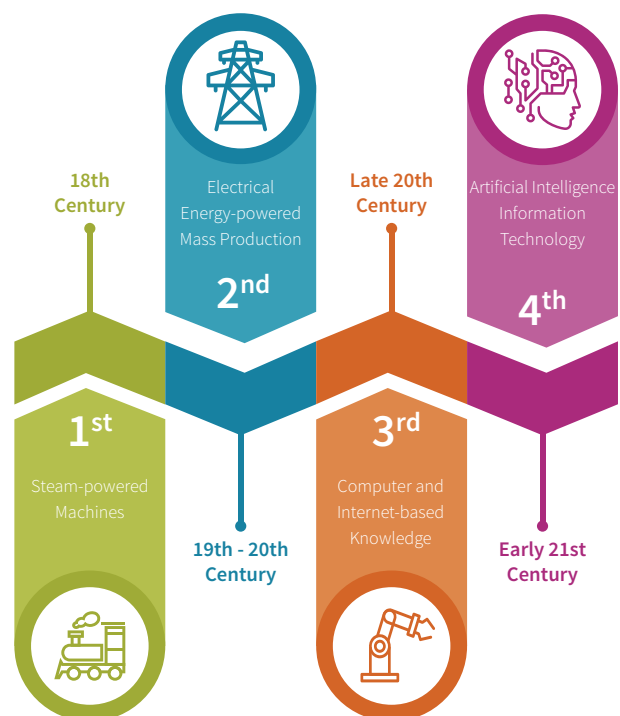 18th
Century
1st
Steam-powered
Machines
Electrical
Energy-powered
Mass Production
2nd
19th - 20th
Century
Late 20th
Century
3rd
Computer and
Internet-based
Knowledge
Artificial Intelligence
Information
Technology
4th
Early 21st
Century